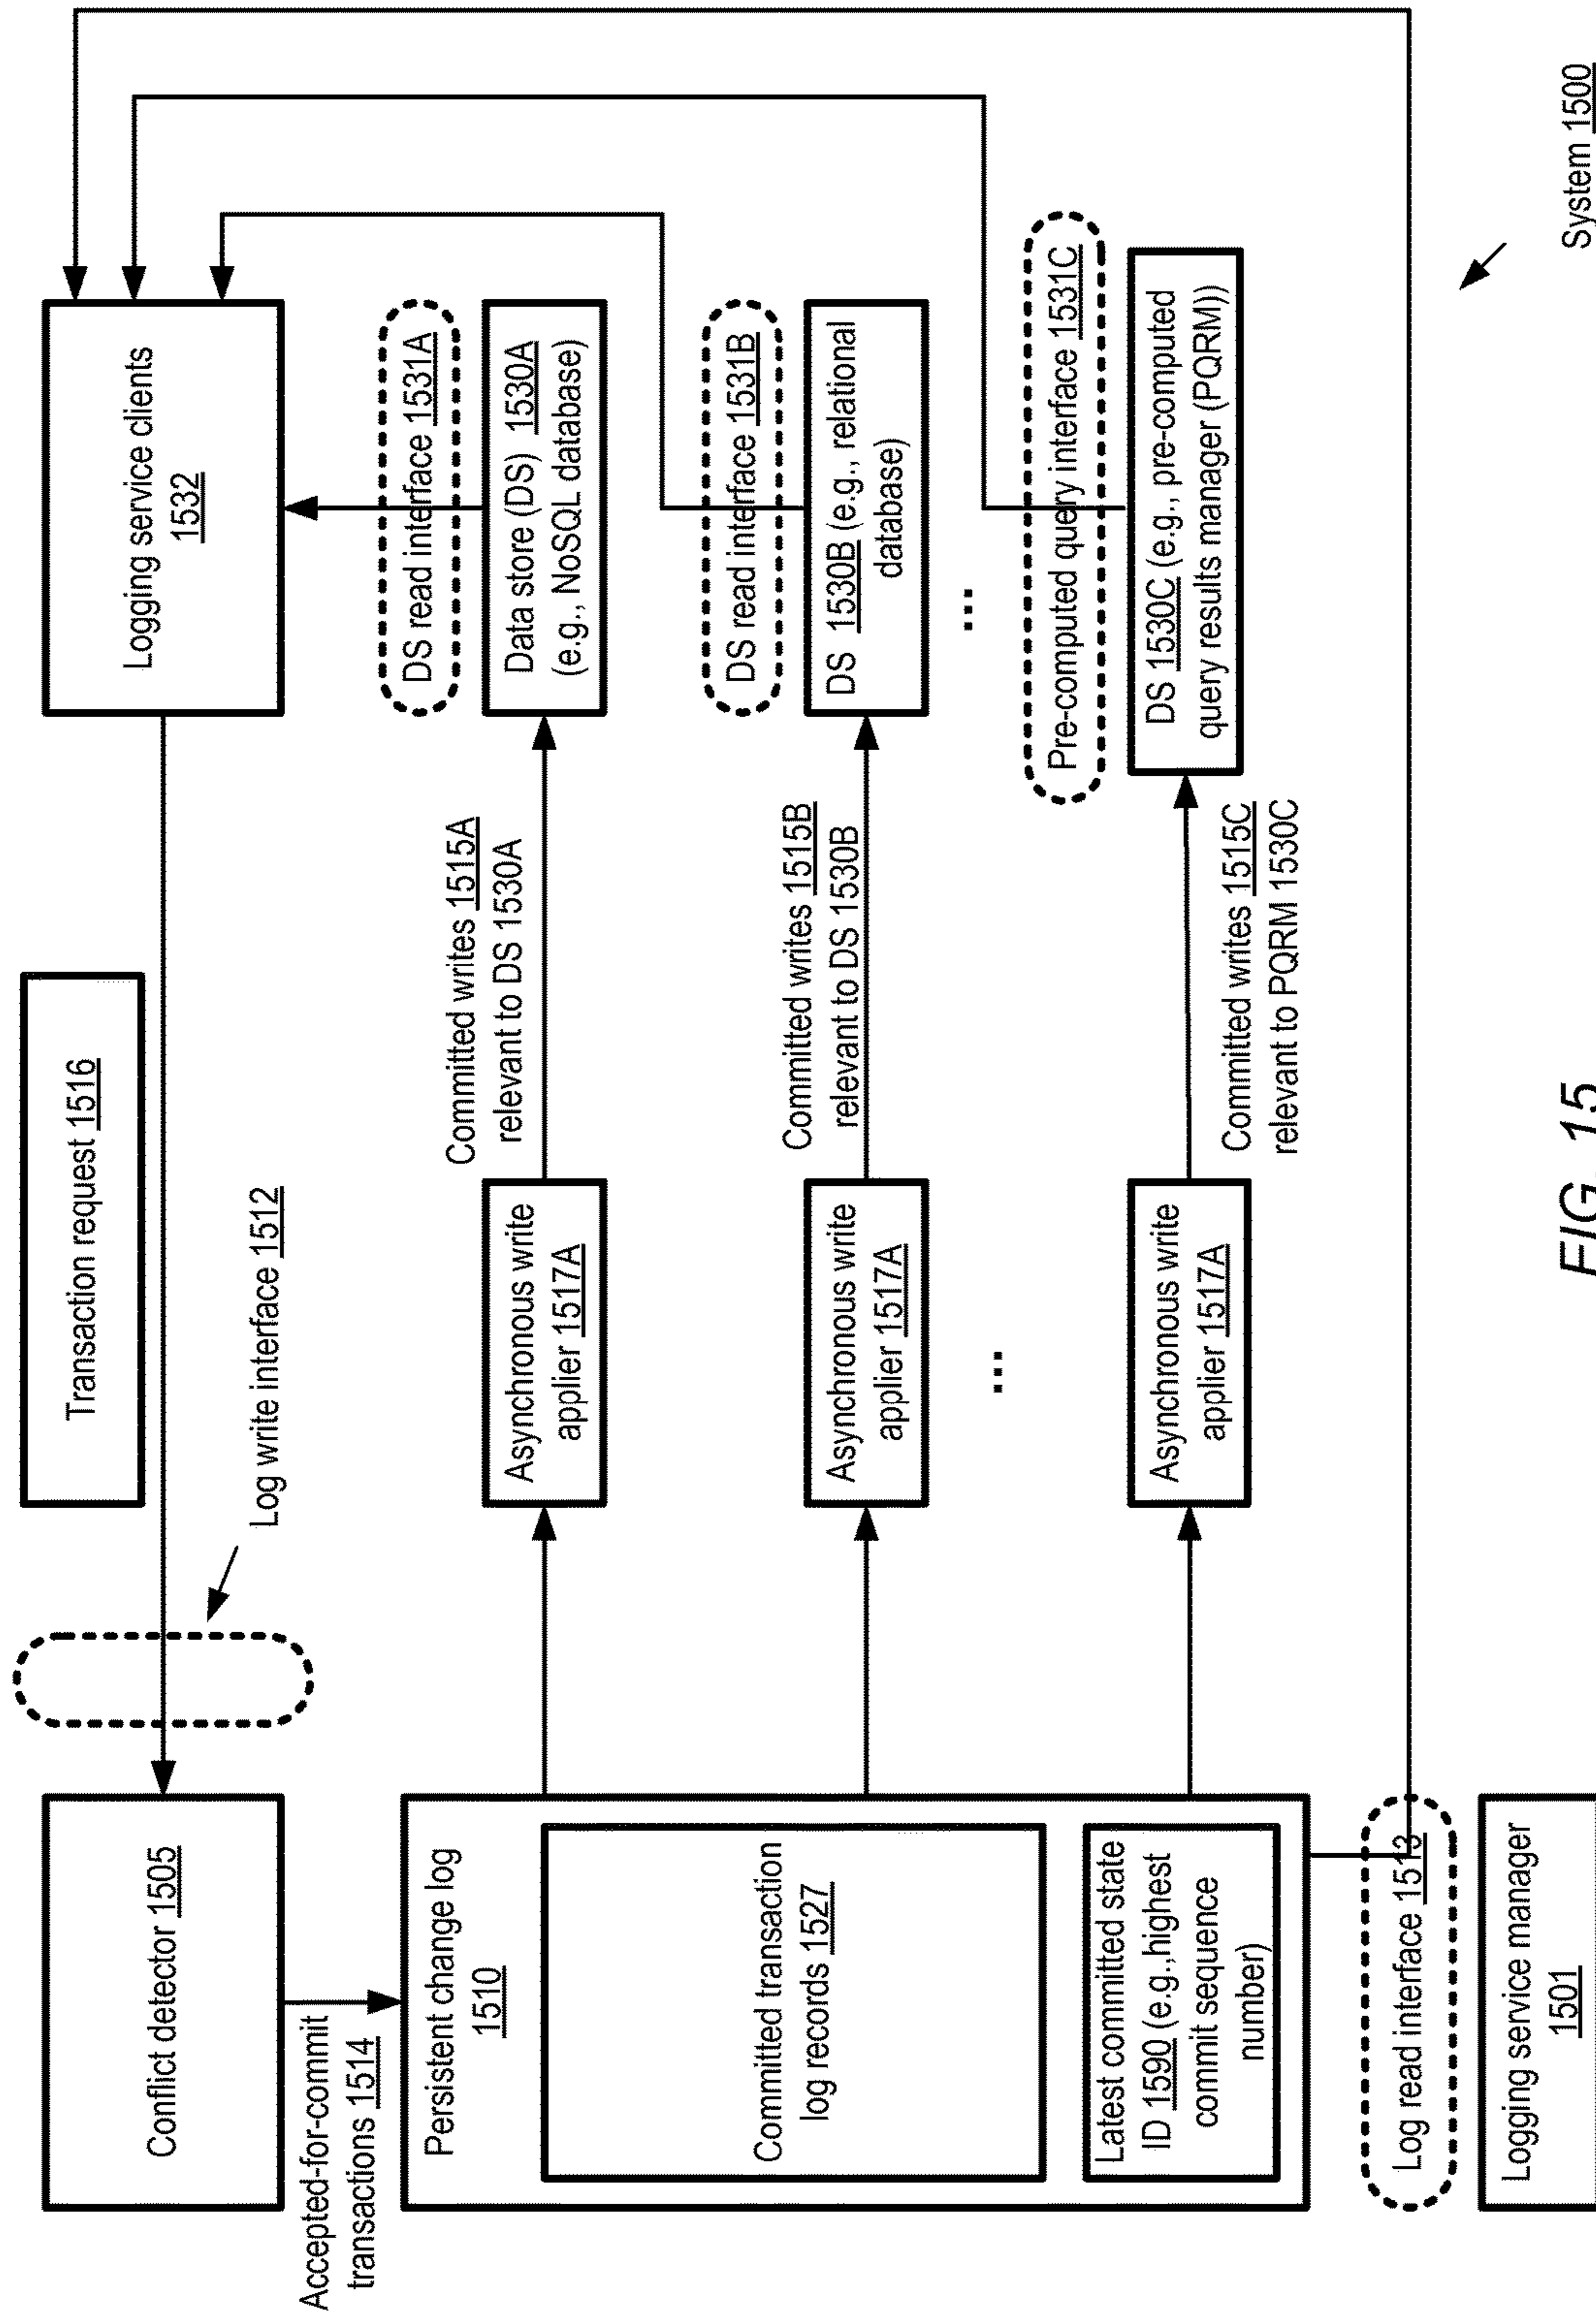 Transaction request 1516
Logging service clients
1532
Log write interface 1512
Conflict detector 1505
Accepted-for-commit
transactions 1514
Persistent change log
1510
Committed transaction
log records 1527
Latest committed state
ID 1590 (e.g.,highest
commit sequence
number)
Asynchronous write
applier 1517A
Committed writes 1515A
relevant to DS 1530A
DS read interface 1531A
Data store (DS) 1530A
(e.g., NoSQL database)
Asynchronous write
applier 1517A
Committed writes 1515B
relevant to DS 1530B
DS read interface 1531B
DS 1530B (e.g., relational
database)
...
...
Asynchronous write
applier 1517A
Committed writes 1515C
relevant to PQRM 1530C
Pre-computed query interface 1531C
DS 1530C (e.g., pre-computed
query results manager (PQRM))
Log read interface 1513
Logging service manager
1501
System 1500
FIG. 15